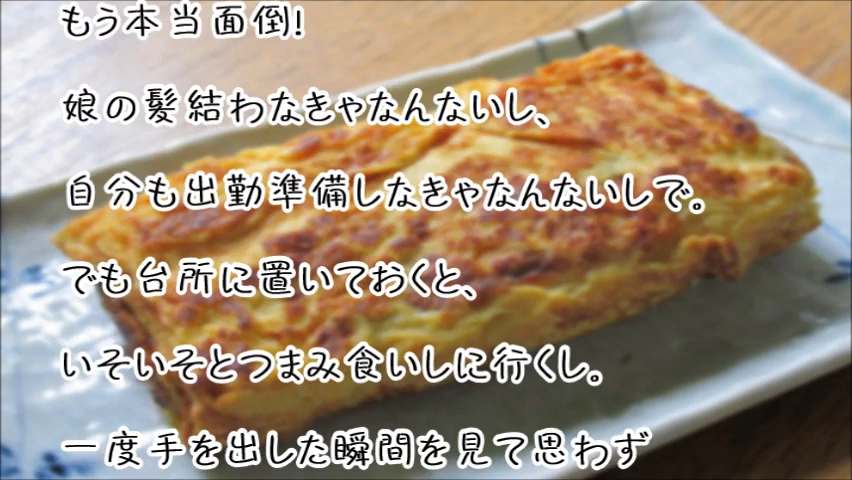 もう本当面倒!
娘の髪結わなきゃなんないし、
自分も出勤準備しなきゃなんないしで。
でも台所に置いておくと、
いそいそとつまみ食いしに行くし。
一度手を出した瞬間を見て思わず